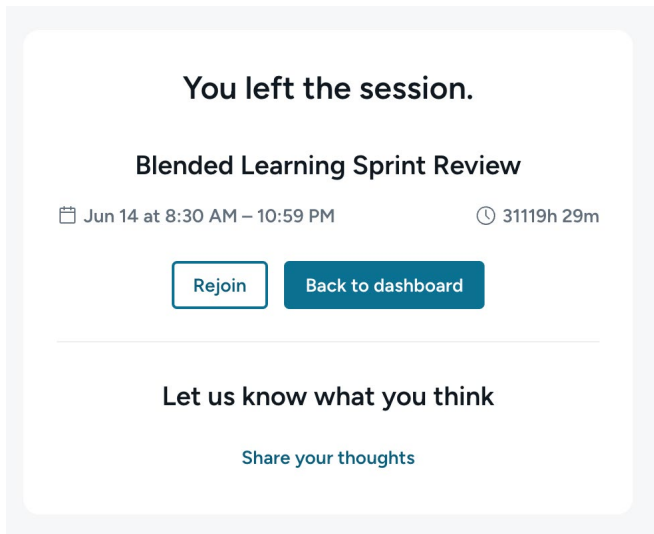 You left the session.
Blended Learning Sprint Review
Jun 14 at 8:30 AM – 10:59 PM
31119h 29m
Rejoin
Back to dashboard
Let us know what you think
Share your thoughts